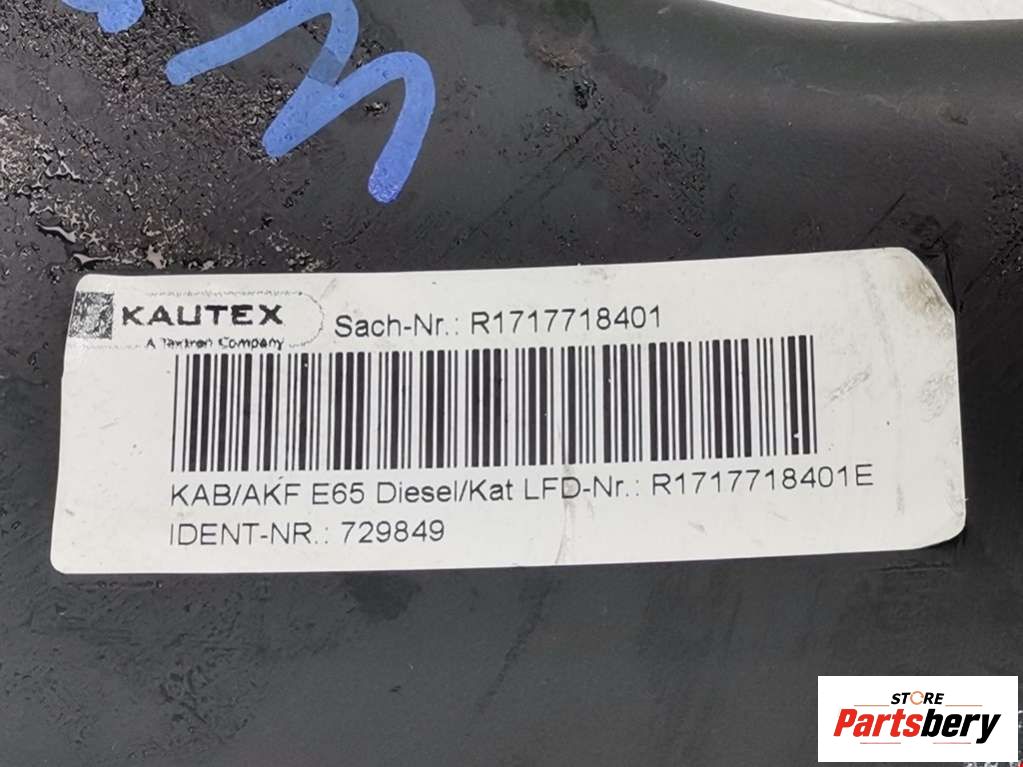 KAUTEX
A Textron Company
Sach-Nr.: R1717718401
KAB/AKF E65 Diesel/Kat LFD-Nr.: R1717718401E
IDENT-NR.: 729849
STORE
Partsbery